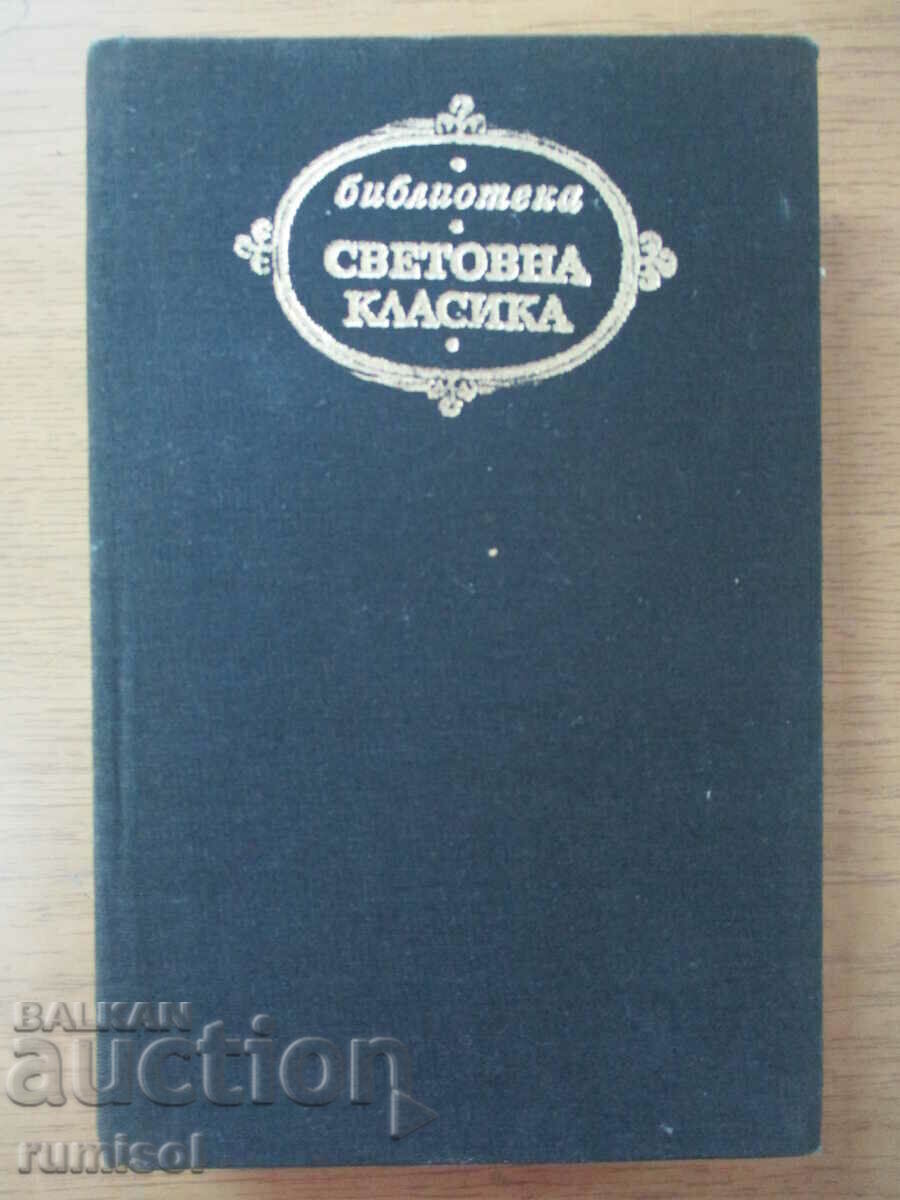 библиотека
СВЕТОВНА
КЛАСИКА
BALKAN
auction
rumisol